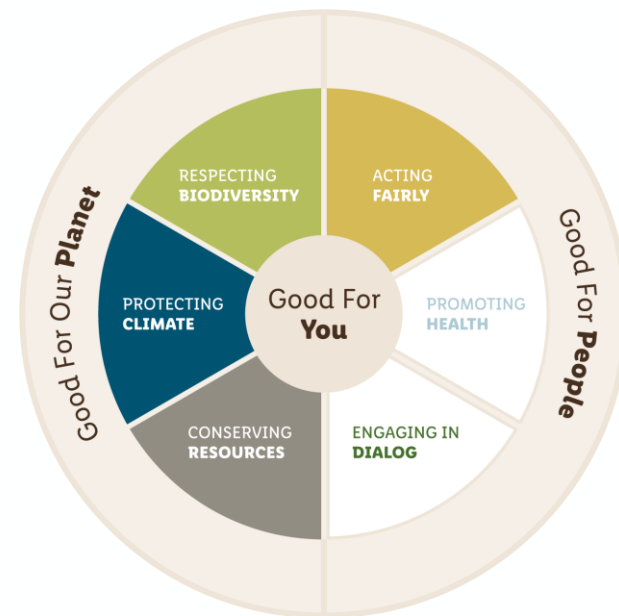 Good For Our Planet
RESPECTING
BIODIVERSITY
ACTING
FAIRLY
PROTECTING
CLIMATE
Good For
You
PROMOTING
HEALTH
CONSERVING
RESOURCES
ENGAGING IN
DIALOG
Good For People